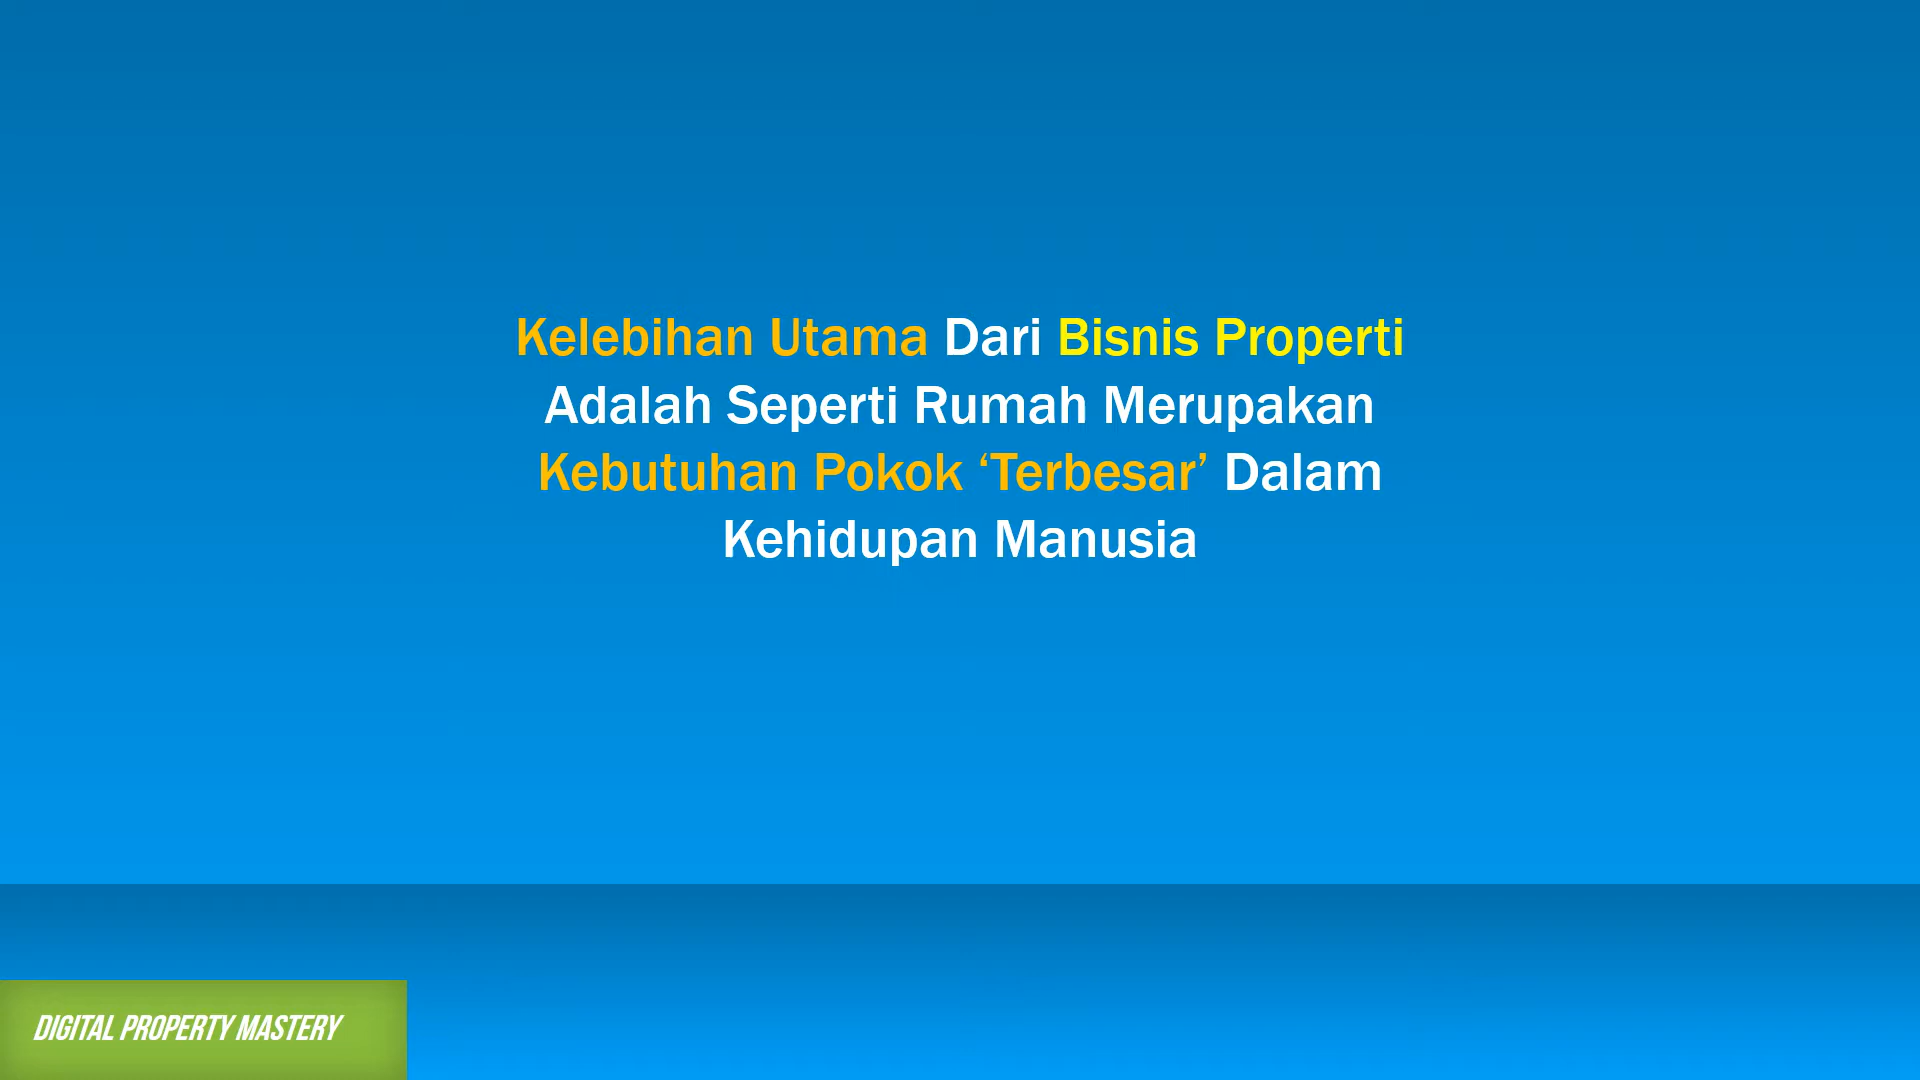 Kelebihan Utama Dari Bisnis Properti
Adalah Seperti Rumah Merupakan
Kebutuhan Pokok ‘Terbesar’ Dalam
Kehidupan Manusia
DIGITAL PROPERTY MASTERY